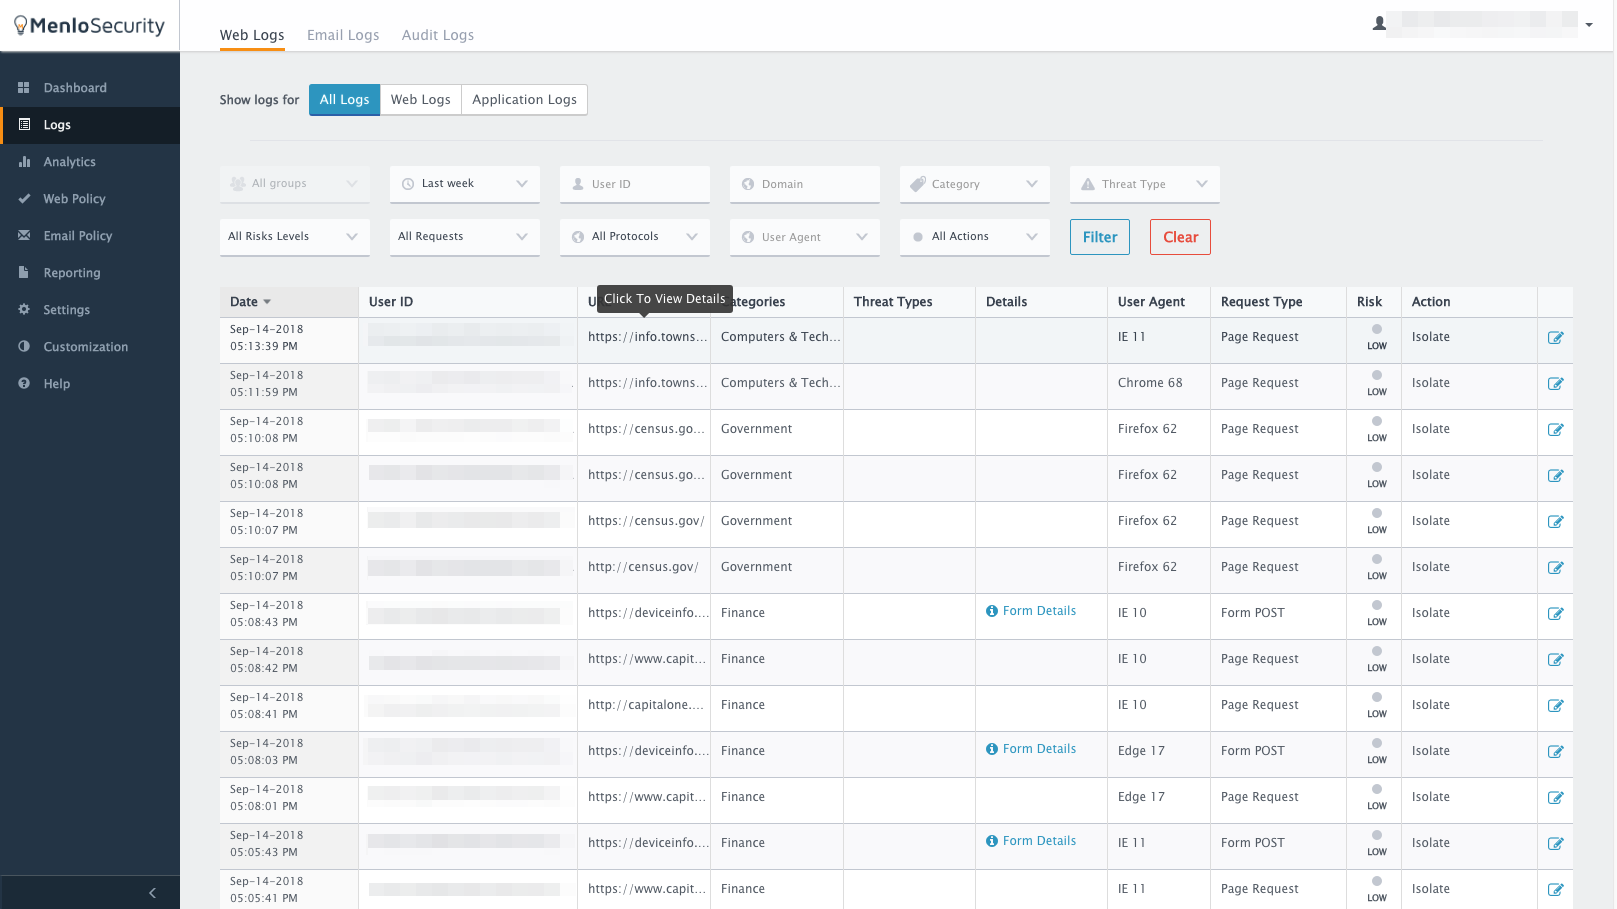 MenloSecurity
Web Logs Email Logs Audit Logs
Dashboard
Logs
Analytics
Web Policy
Email Policy
Reporting
Settings
Customization
Help
Show logs for All Logs Web Logs Application Logs
All groups Last week User ID Domain Category Threat Type
All Risks Levels All Requests All Protocols User Agent All Actions Filter Clear
Click To View Details
Date User ID U ategories Threat Types Details User Agent Request Type Risk Action
Sep-14-2018
05:13:39 PM
https://info.towns... Computers & Tech... IE 11 Page Request LOW Isolate
Sep-14-2018
05:11:59 PM
https://info.towns... Computers & Tech... Chrome 68 Page Request LOW Isolate
Sep-14-2018
05:10:08 PM
https://census.go... Government Firefox 62 Page Request LOW Isolate
Sep-14-2018
05:10:08 PM
https://census.go... Government Firefox 62 Page Request LOW Isolate
Sep-14-2018
05:10:07 PM
https://census.gov/ Government Firefox 62 Page Request LOW Isolate
Sep-14-2018
05:10:07 PM
http://census.gov/ Government Firefox 62 Page Request LOW Isolate
Sep-14-2018
05:08:43 PM
https://deviceinfo.... Finance Form Details IE 10 Form POST LOW Isolate
Sep-14-2018
05:08:42 PM
https://www.capit... Finance IE 10 Page Request LOW Isolate
Sep-14-2018
05:08:41 PM
http://capitalone.... Finance IE 10 Page Request LOW Isolate
Sep-14-2018
05:08:03 PM
https://deviceinfo.... Finance Form Details Edge 17 Form POST LOW Isolate
Sep-14-2018
05:08:01 PM
https://www.capit... Finance Edge 17 Page Request LOW Isolate
Sep-14-2018
05:05:43 PM
https://deviceinfo.... Finance Form Details IE 11 Form POST LOW Isolate
Sep-14-2018
05:05:41 PM
https://www.capit... Finance IE 11 Page Request LOW Isolate